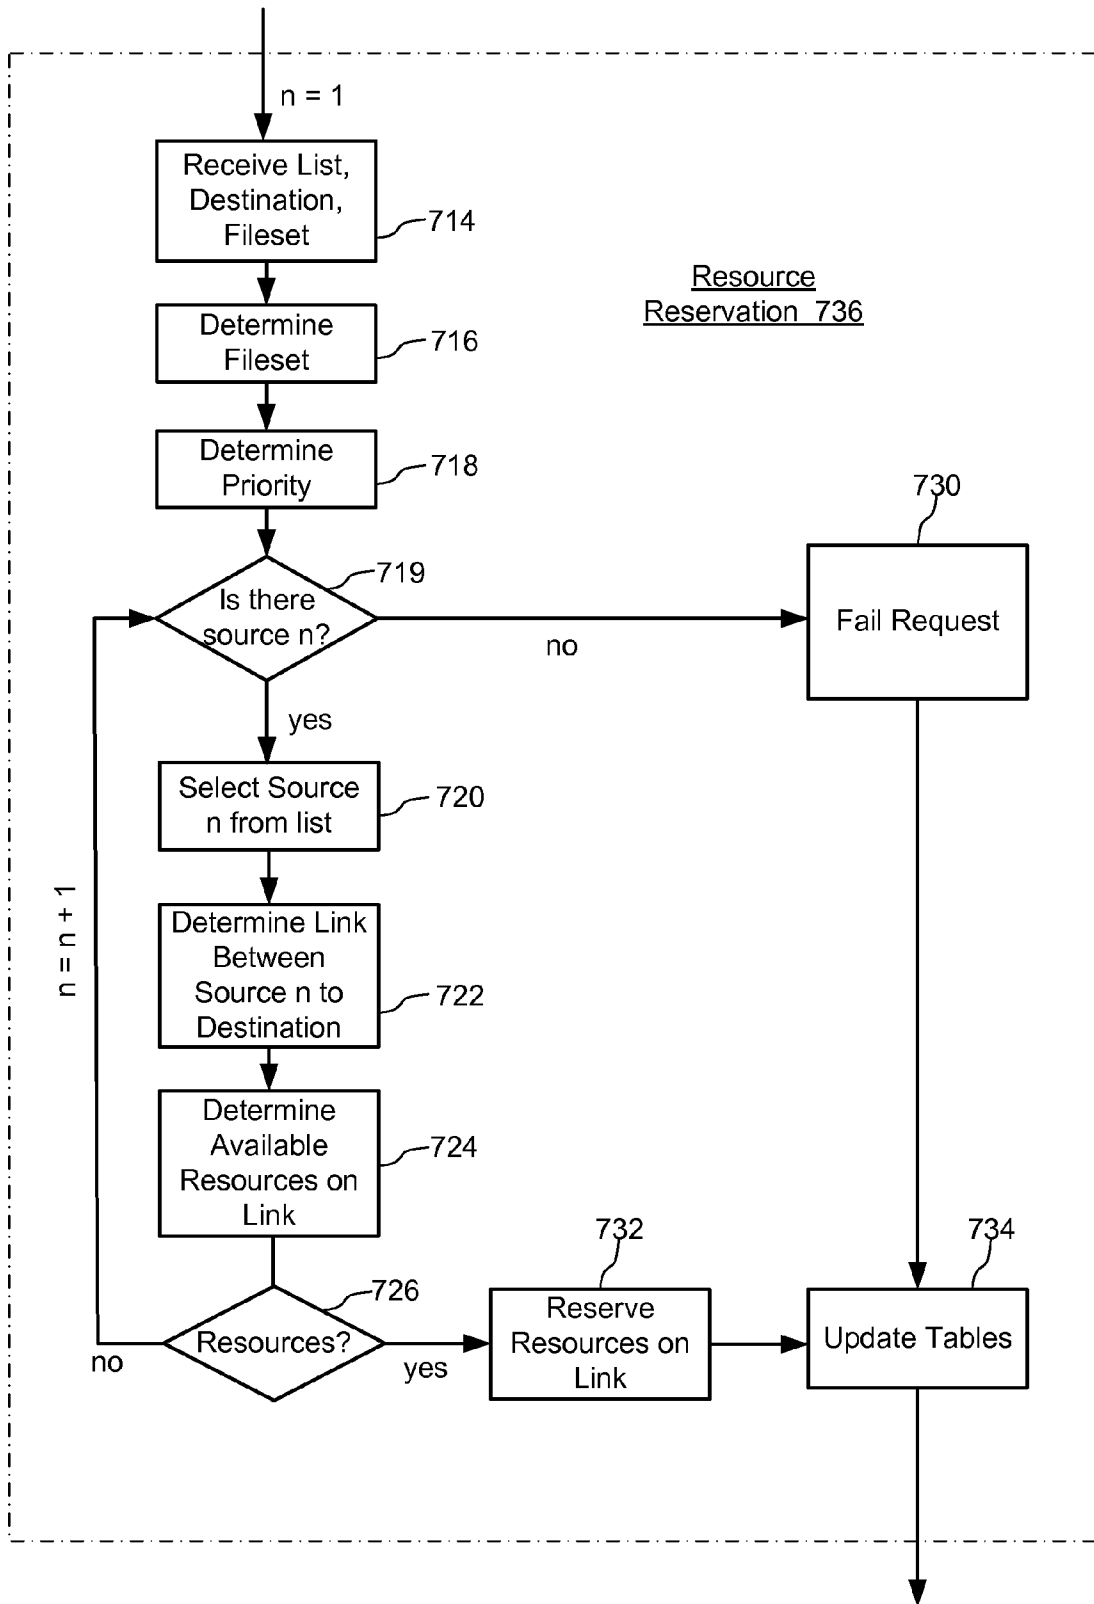 n = 1
Receive List,
Destination,
Fileset
714
Resource
Reservation 736
Determine
Fileset
716
Determine
Priority
718
730
719
Is there
source n?
no
Fail Request
yes
Select Source
n from list
720
n = n + 1
Determine Link
Between
Source n to
Destination
722
Determine
Available
Resources on
Link
724
732
734
726
Resources?
no
yes
Reserve
Resources on
Link
Update Tables